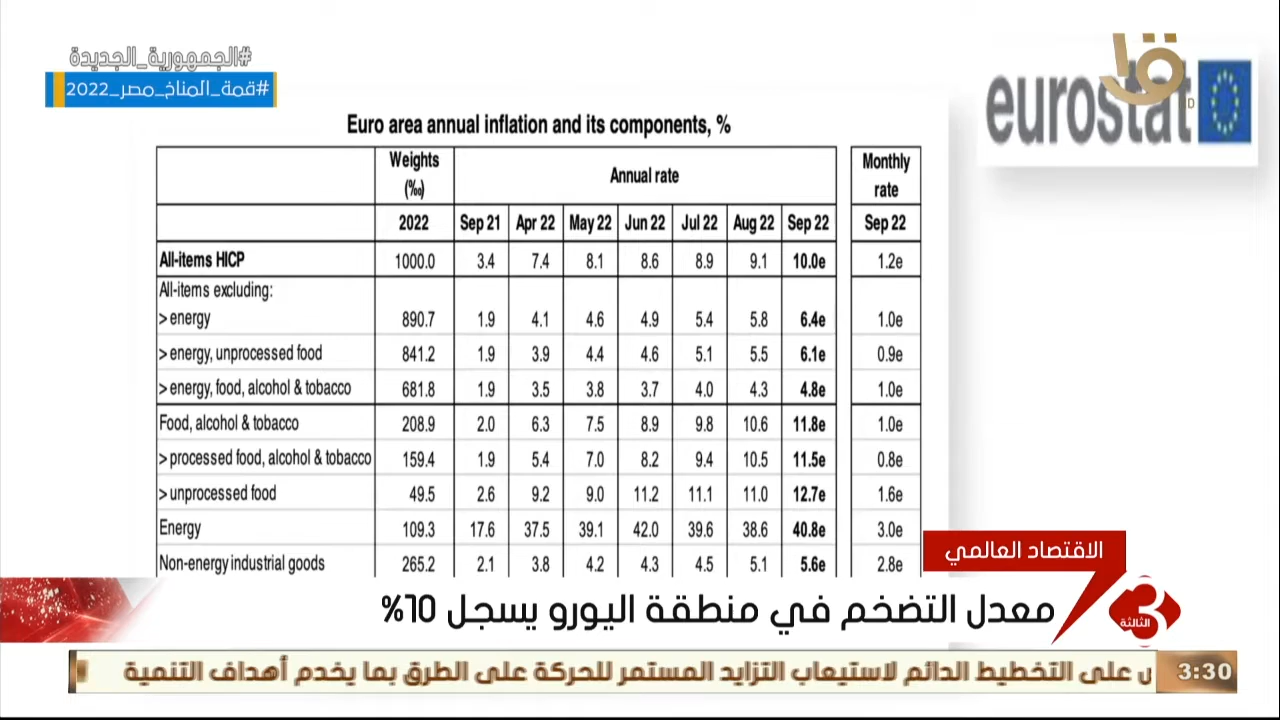 #الجمهورية_الجديدة
#قمة_المناخ_مصر_2022
eurostat
Euro area annual inflation and its components, %
Weights (‰) Annual rate Monthly rate
2022 Sep 21 Apr 22 May 22 Jun 22 Jul 22 Aug 22 Sep 22 Sep 22
All-items HICP 1000.0 3.4 7.4 8.1 8.6 8.9 9.1 10.0e 1.2e
All-items excluding:
> energy 890.7 1.9 4.1 4.6 4.9 5.4 5.8 6.4e 1.0e
> energy, unprocessed food 841.2 1.9 3.9 4.4 4.6 5.1 5.5 6.1e 0.9e
> energy, food, alcohol & tobacco 681.8 1.9 3.5 3.8 3.7 4.0 4.3 4.8e 1.0e
Food, alcohol & tobacco 208.9 2.0 6.3 7.5 8.9 9.8 10.6 11.8e 1.0e
> processed food, alcohol & tobacco 159.4 1.9 5.4 7.0 8.2 9.4 10.5 11.5e 0.8e
> unprocessed food 49.5 2.6 9.2 9.0 11.2 11.1 11.0 12.7e 1.6e
Energy 109.3 17.6 37.5 39.1 42.0 39.6 38.6 40.8e 3.0e
Non-energy industrial goods 265.2 2.1 3.8 4.2 4.3 4.5 5.1 5.6e 2.8e
الاقتصاد العالمي
معدل التضخم في منطقة اليورو يسجل 10%
3 الثالثة
على التخطيط الدائم لاستيعاب التزايد المستمر للحركة على الطرق بما يخدم أهداف التنمية
3:30